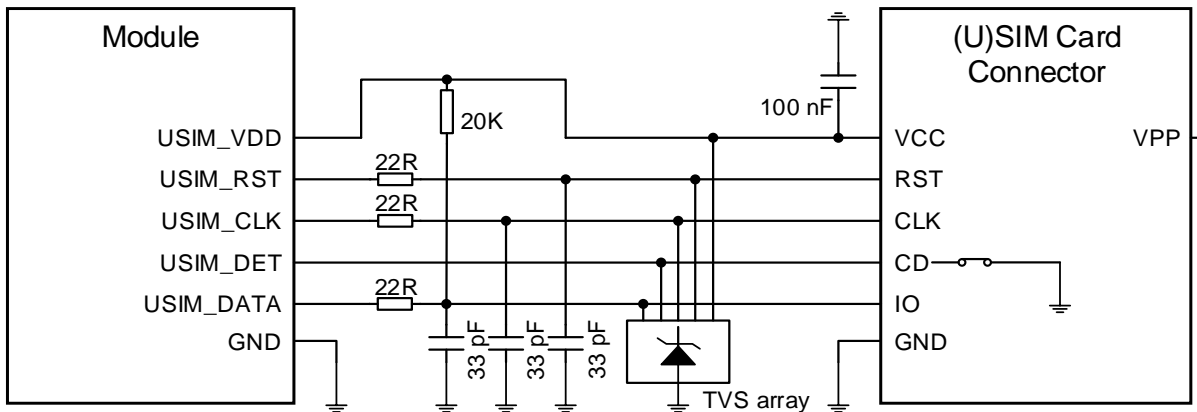 Module
(U)SIM Card
Connector
100 nF
20K
USIM_VDD
VCC
VPP
22R
USIM_RST
RST
22R
USIM_CLK
CLK
USIM_DET
CD
22R
USIM_DATA
IO
GND
33 pF
33 pF
33 pF
GND
TVS array